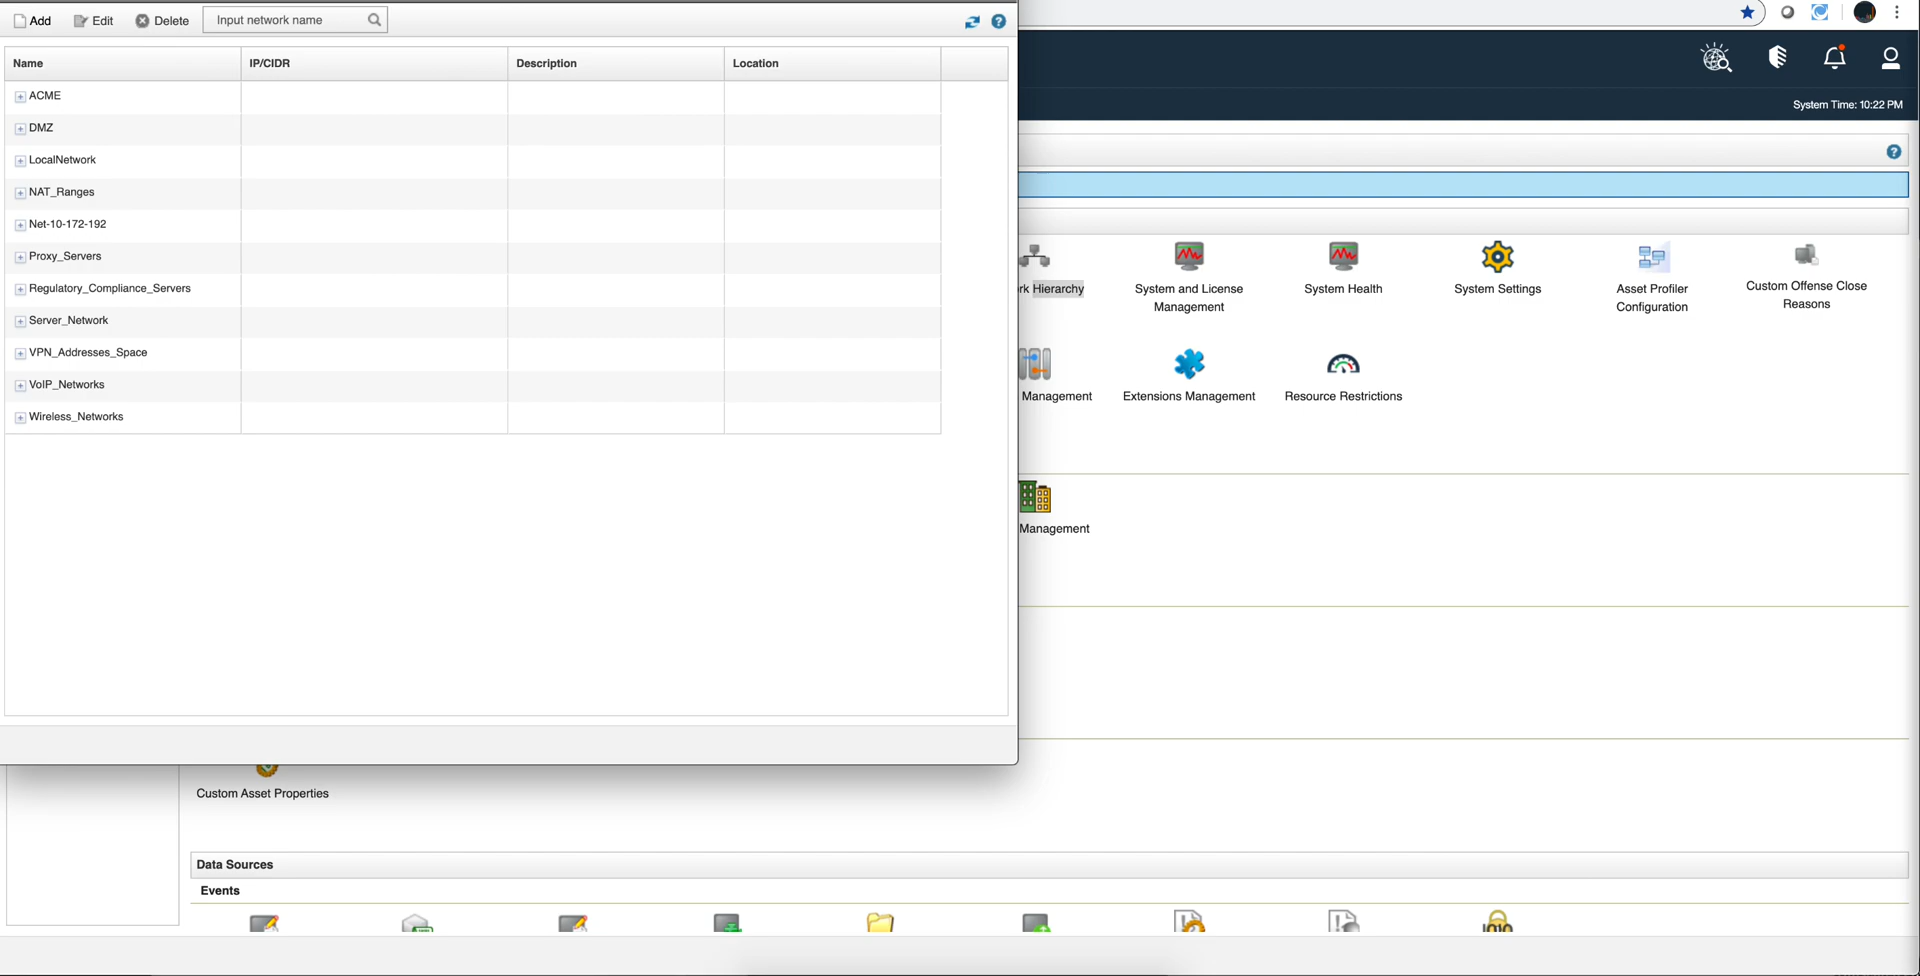 Add Edit Delete Input network name
Name IP/CIDR Description Location
ACME
DMZ
LocalNetwork
NAT_Ranges
Net-10-172-192
Proxy_Servers
Regulatory_Compliance_Servers
Server_Network
VPN_Addresses_Space
VoIP_Networks
Wireless_Networks
System Time: 10:22 PM
rk Hierarchy
System and License
Management
System Health
System Settings
Asset Profiler
Configuration
Custom Offense Close
Reasons
Management
Extensions Management
Resource Restrictions
Management
Custom Asset Properties
Data Sources
Events